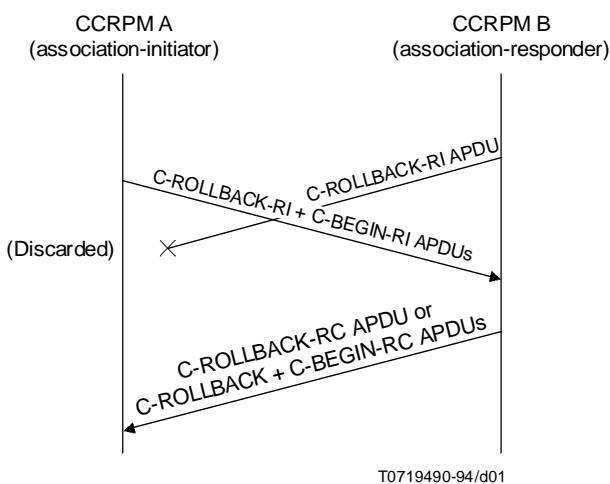 CCRPM A
(association-initiator)
CCRPM B
(association-responder)
C-ROLLBACK-RI APDU
C-ROLLBACK-RI + C-BEGIN-RI APDUs
(Discarded)
C-ROLLBACK-RC APDU or
C-ROLLBACK + C-BEGIN-RC APDUs
T0719490-94/d01